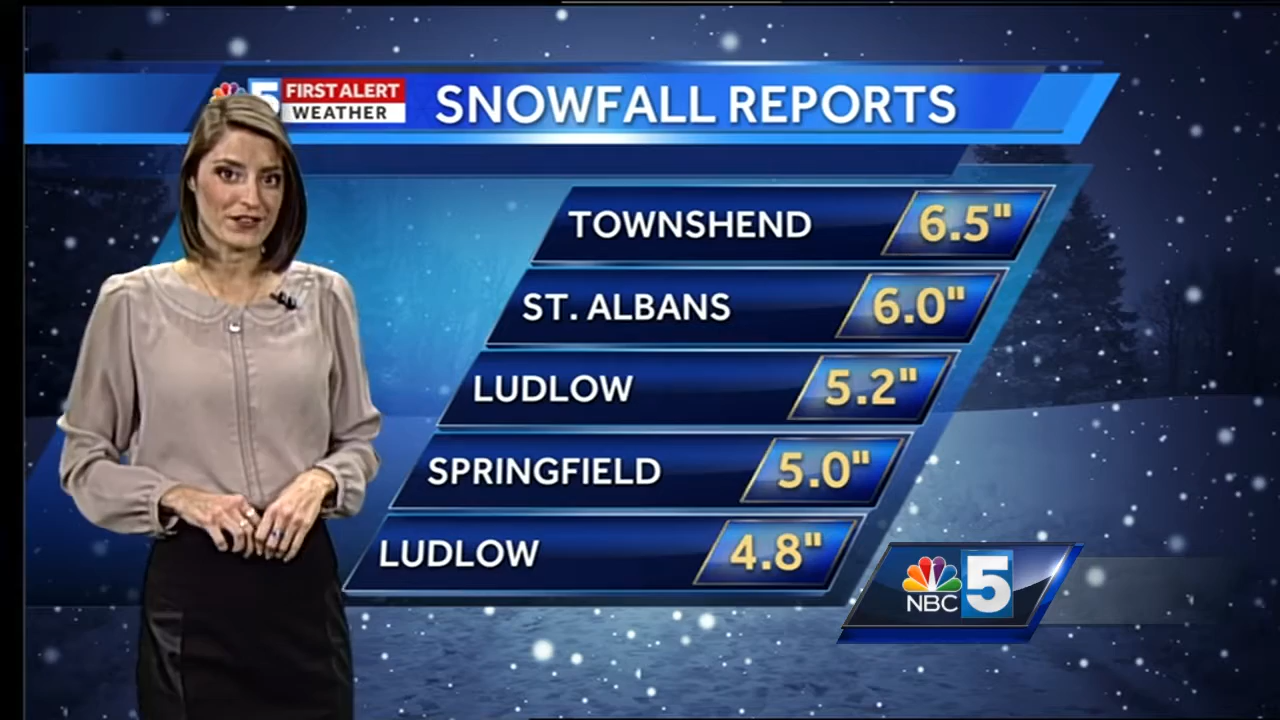 5 FIRST ALERT
WEATHER
SNOWFALL REPORTS
TOWNSHEND 6.5"
ST. ALBANS 6.0"
LUDLOW 5.2"
SPRINGFIELD 5.0"
LUDLOW 4.8"
NBC 5